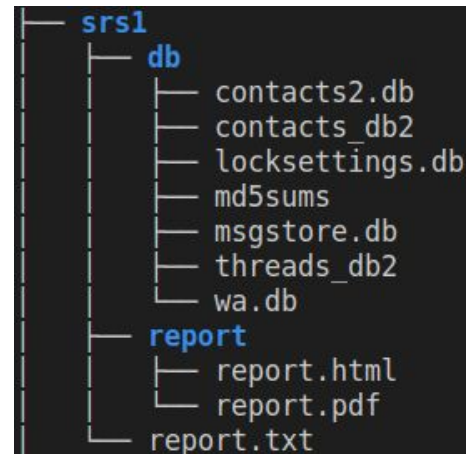 srs1
db
contacts2.db
contacts_db2
locksettings.db
md5sums
msgstore.db
threads_db2
wa.db
report
report.html
report.pdf
report.txt